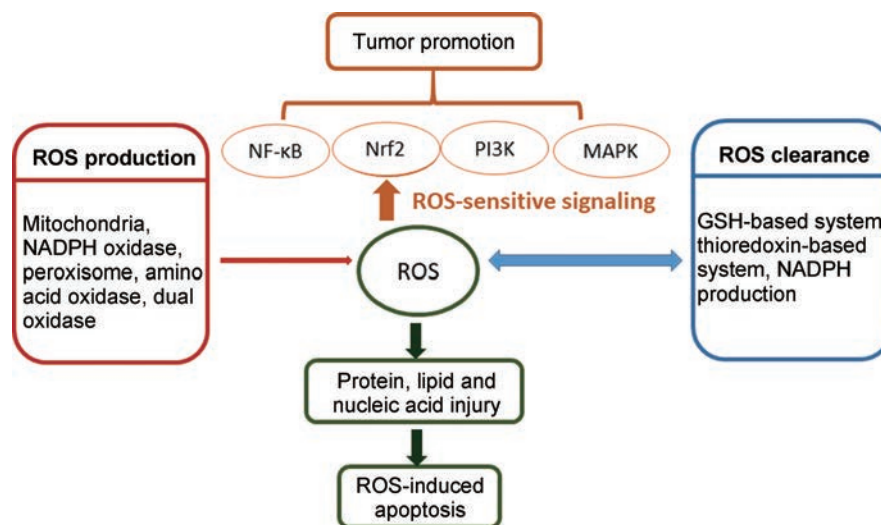 Tumor promotion
NF-κB
Nrf2
PI3K
MAPK
ROS production
Mitochondria,
NADPH oxidase,
peroxisome, amino
acid oxidase, dual
oxidase
ROS-sensitive signaling
ROS
ROS clearance
GSH-based system
thioredoxin-based
system, NADPH
production
Protein, lipid and
nucleic acid injury
ROS-induced
apoptosis